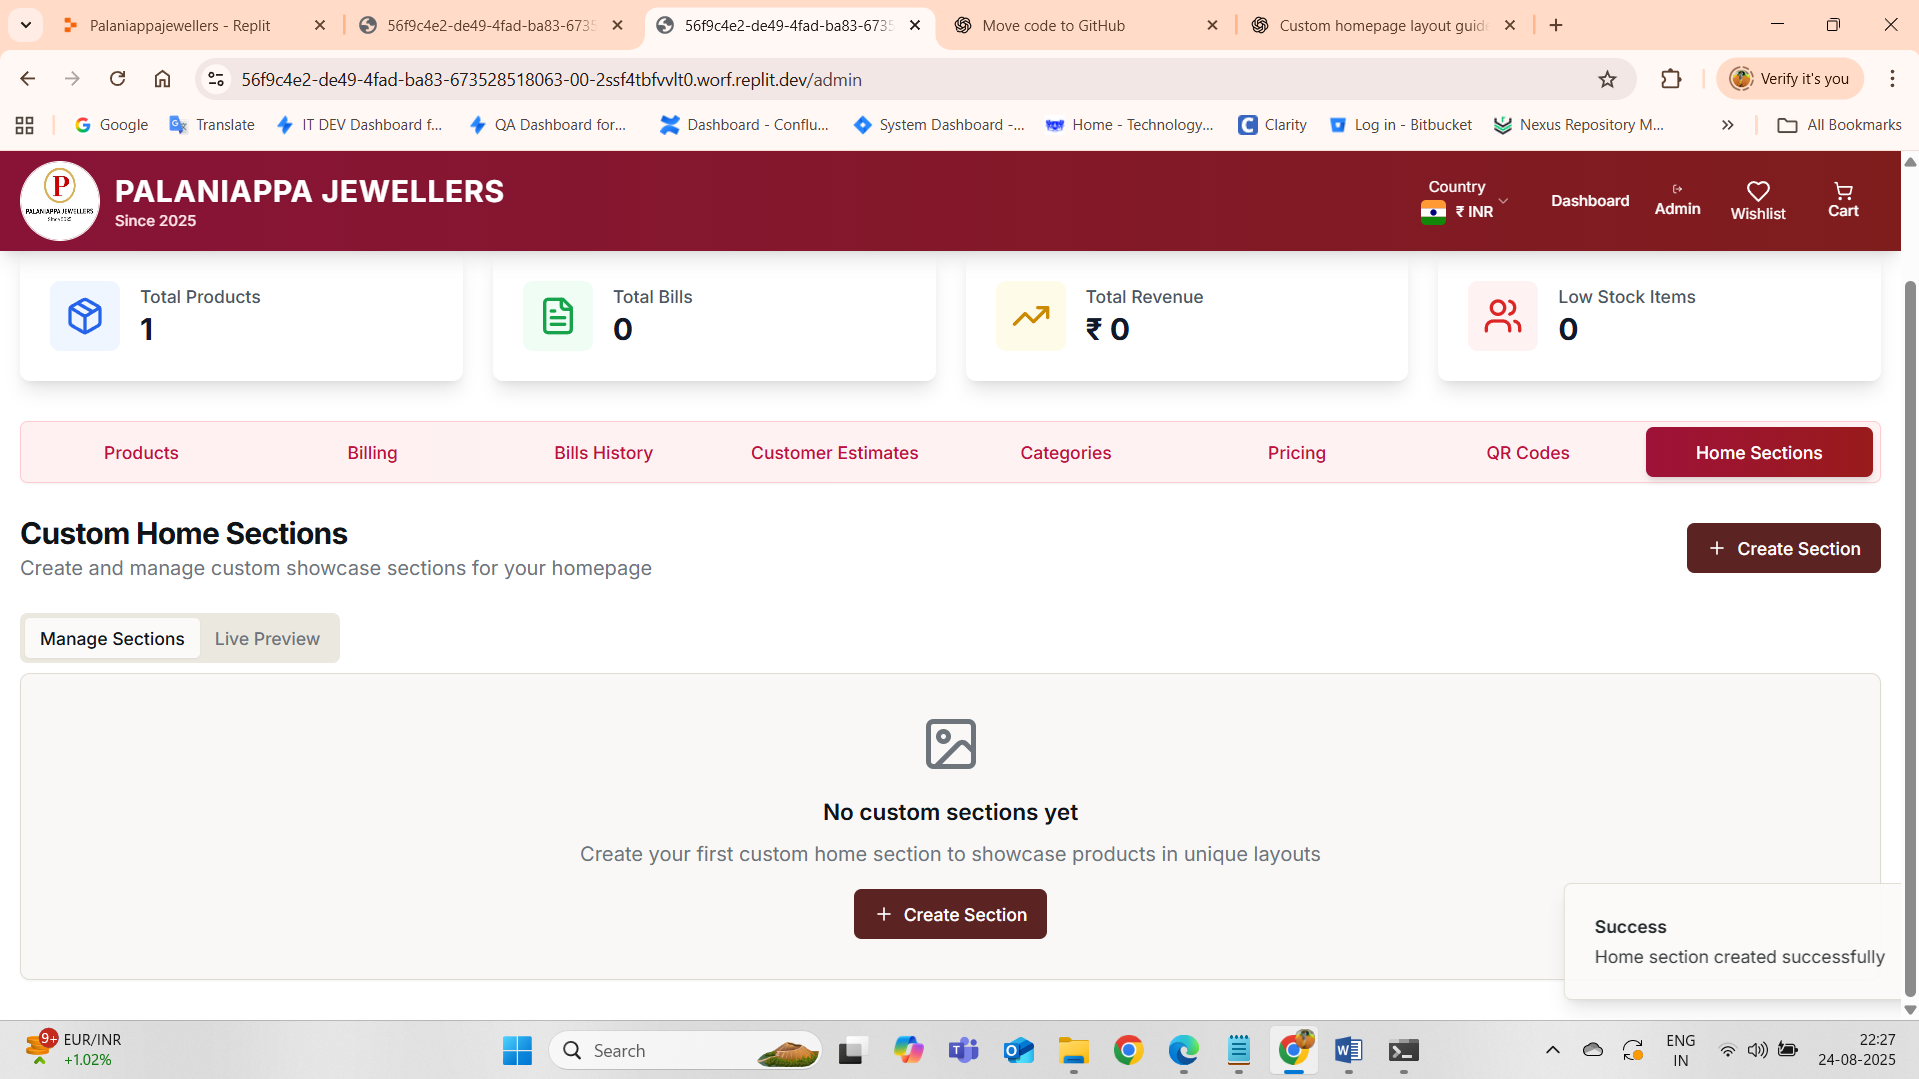 Palaniappajewellers - Replit
56f9c4e2-de49-4fad-ba83-6735
56f9c4e2-de49-4fad-ba83-6735
Move code to GitHub
Custom homepage layout guide
56f9c4e2-de49-4fad-ba83-673528518063-00-2ssf4tbfvvlt0.worf.replit.dev/admin
Verify it's you
Google
Translate
IT DEV Dashboard f...
QA Dashboard for...
Dashboard - Conflu...
System Dashboard -...
Home - Technology...
Clarity
Log in - Bitbucket
Nexus Repository M...
All Bookmarks
P
PALANIAPPA JEWELLERS
Since 2025
PALANIAPPA JEWELLERS
Since 2025
Country
₹ INR
Dashboard
Admin
Wishlist
Cart
Total Products
1
Total Bills
0
Total Revenue
₹ 0
Low Stock Items
0
Products
Billing
Bills History
Customer Estimates
Categories
Pricing
QR Codes
Home Sections
Custom Home Sections
Create and manage custom showcase sections for your homepage
+ Create Section
Manage Sections
Live Preview
No custom sections yet
Create your first custom home section to showcase products in unique layouts
+ Create Section
Success
Home section created successfully
9+
EUR/INR
+1.02%
Search
ENG
IN
22:27
24-08-2025